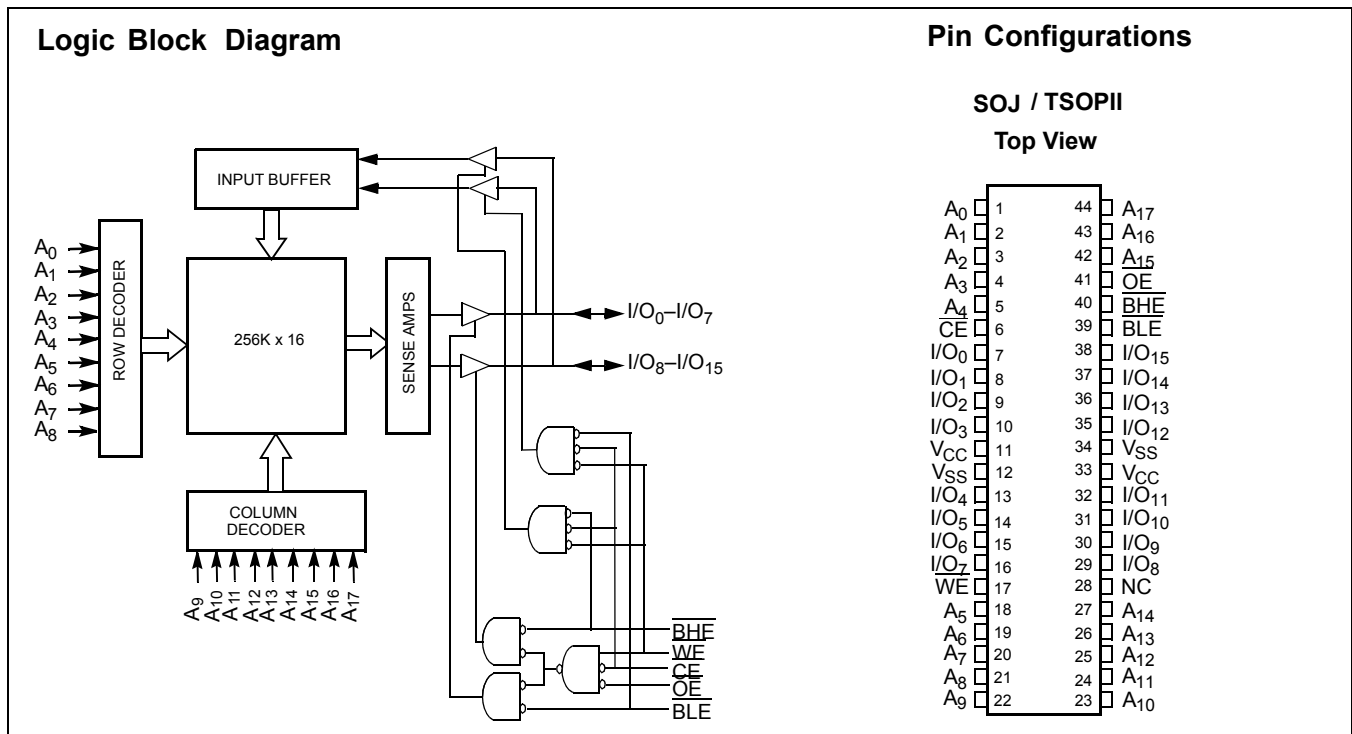 Logic Block Diagram
INPUT BUFFER
A0
A1
A2
A3
A4
A5
A6
A7
A8
ROW DECODER
256K x 16
SENSE AMPS
I/O0–I/O7
I/O8–I/O15
COLUMN
DECODER
A9
A10
A11
A12
A13
A14
A15
A16
A17
BHE
WE
CE
OE
BLE
Pin Configurations
SOJ / TSOPII
Top View
A0 1 44 A17
A1 2 43 A16
A2 3 42 A15
A3 4 41 OE
A4 5 40 BHE
CE 6 39 BLE
I/O0 7 38 I/O15
I/O1 8 37 I/O14
I/O2 9 36 I/O13
I/O3 10 35 I/O12
VCC 11 34 VSS
VSS 12 33 VCC
I/O4 13 32 I/O11
I/O5 14 31 I/O10
I/O6 15 30 I/O9
I/O7 16 29 I/O8
WE 17 28 NC
A5 18 27 A14
A6 19 26 A13
A7 20 25 A12
A8 21 24 A11
A9 22 23 A10